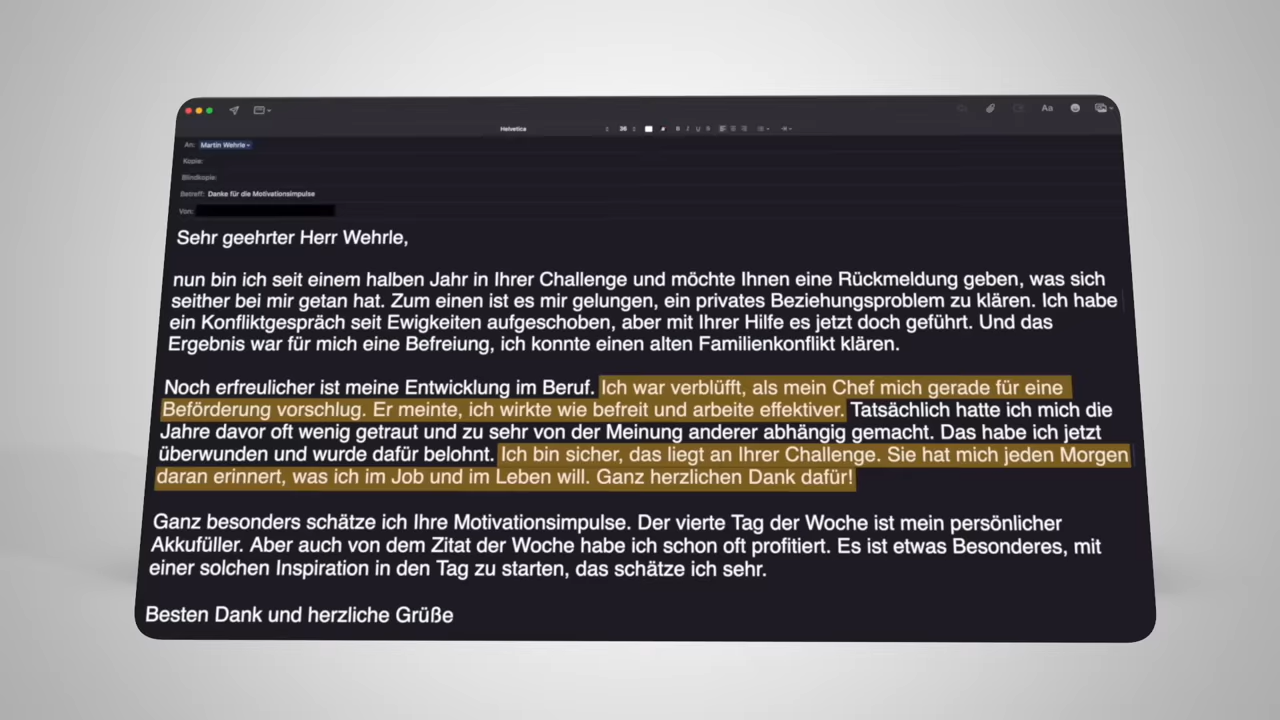 Helvetica
36
B I U S
Aa
An: Martin Wehrle
Kopie:
Blindkopie:
Betreff: Danke für die Motivationsimpulse
Von:
Sehr geehrter Herr Wehrle,
nun bin ich seit einem halben Jahr in Ihrer Challenge und möchte Ihnen eine Rückmeldung geben, was sich
seither bei mir getan hat. Zum einen ist es mir gelungen, ein privates Beziehungsproblem zu klären. Ich habe
ein Konfliktgespräch seit Ewigkeiten aufgeschoben, aber mit Ihrer Hilfe es jetzt doch geführt. Und das
Ergebnis war für mich eine Befreiung, ich konnte einen alten Familienkonflikt klären.
Noch erfreulicher ist meine Entwicklung im Beruf. Ich war verblüfft, als mein Chef mich gerade für eine
Beförderung vorschlug. Er meinte, ich wirkte wie befreit und arbeite effektiver. Tatsächlich hatte ich mich die
Jahre davor oft wenig getraut und zu sehr von der Meinung anderer abhängig gemacht. Das habe ich jetzt
überwunden und wurde dafür belohnt. Ich bin sicher, das liegt an Ihrer Challenge. Sie hat mich jeden Morgen
daran erinnert, was ich im Job und im Leben will. Ganz herzlichen Dank dafür!
Ganz besonders schätze ich Ihre Motivationsimpulse. Der vierte Tag der Woche ist mein persönlicher
Akkufüller. Aber auch von dem Zitat der Woche habe ich schon oft profitiert. Es ist etwas Besonderes, mit
einer solchen Inspiration in den Tag zu starten, das schätze ich sehr.
Besten Dank und herzliche Grüße